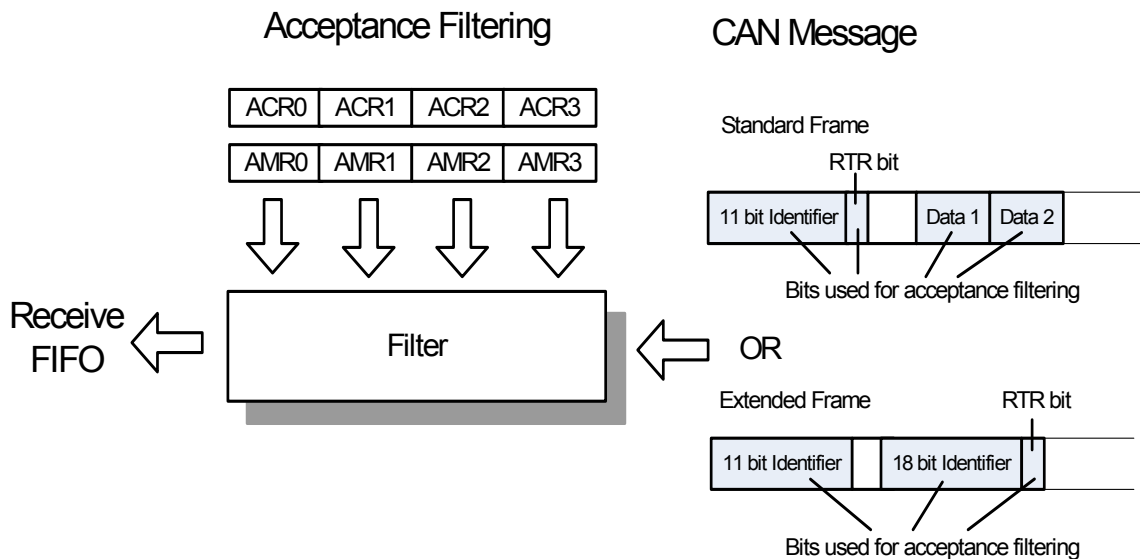 Acceptance Filtering
CAN Message
ACR0 ACR1 ACR2 ACR3
AMR0 AMR1 AMR2 AMR3
Standard Frame
RTR bit
11 bit Identifier
Data 1
Data 2
Bits used for acceptance filtering
Receive
FIFO
Filter
OR
Extended Frame
RTR bit
11 bit Identifier
18 bit Identifier
Bits used for acceptance filtering